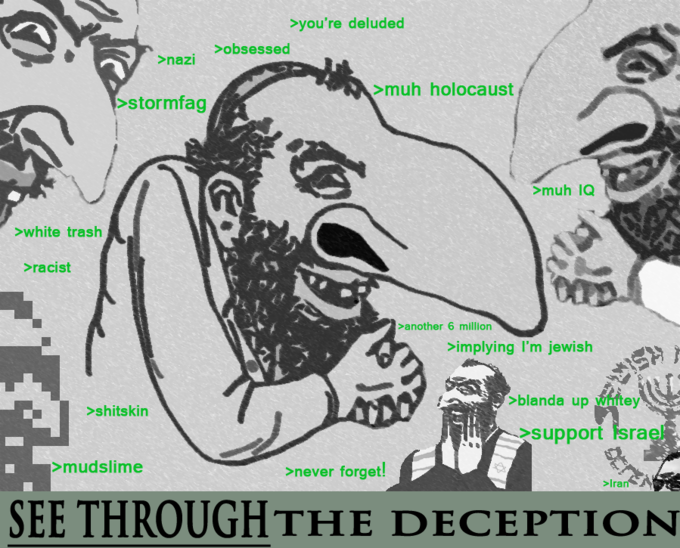 >you're deluded
>obsessed
>nazi
>muh holocaust
>stormfag
>muh IQ
>white trash
>racist
>another 6 million
>implying I'm jewish
>blanda up whitey
>shitskin
>support Israel
>mudslime
>never forget!
>Iran
SEE THROUGH THE DECEPTION